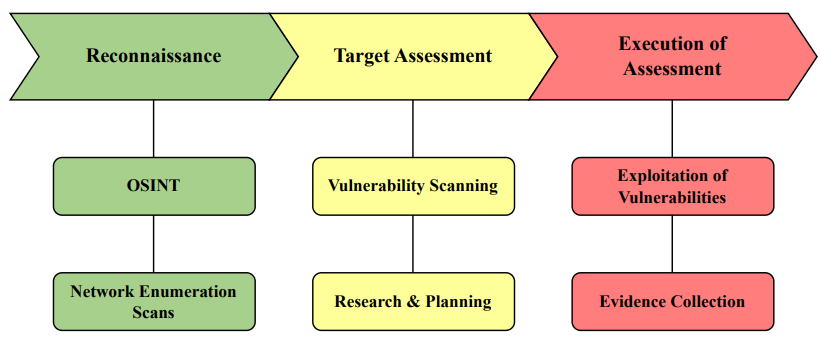 Reconnaissance
Target Assessment
Execution of
Assessment
OSINT
Vulnerability Scanning
Exploitation of
Vulnerabilities
Network Enumeration
Scans
Research & Planning
Evidence Collection